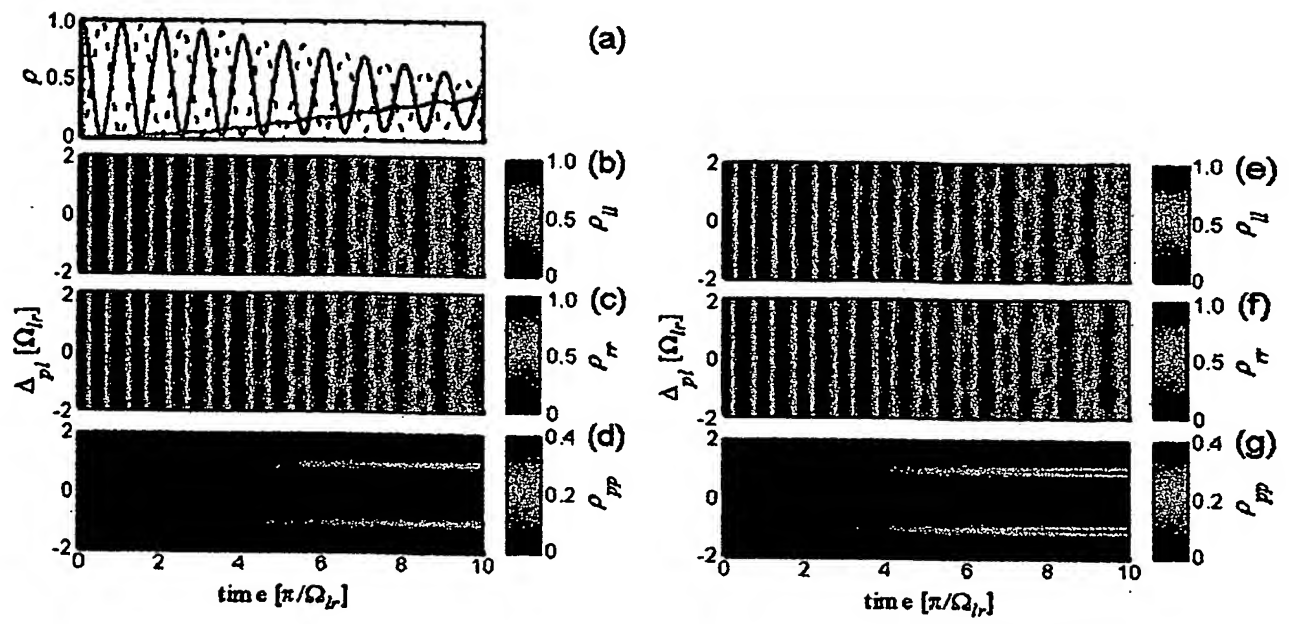 1.0 (a)
ρ 0.5
0
2 1.0 (b)
0 0.5 ρ_ll
-2 0
2 1.0 (c)
0 0.5 ρ_rr
-2 0
Δ_pl [Ω_lr]
2 0.4 (d)
0 0.2 ρ_pp
-2 0
0 2 4 6 8 10
time [π/Ω_lr]
2 1.0 (e)
0 0.5 ρ_ll
-2 0
2 1.0 (f)
0 0.5 ρ_rr
-2 0
Δ_pl [Ω_lr]
2 0.4 (g)
0 0.2 ρ_pp
-2 0
0 2 4 6 8 10
time [π/Ω_lr]